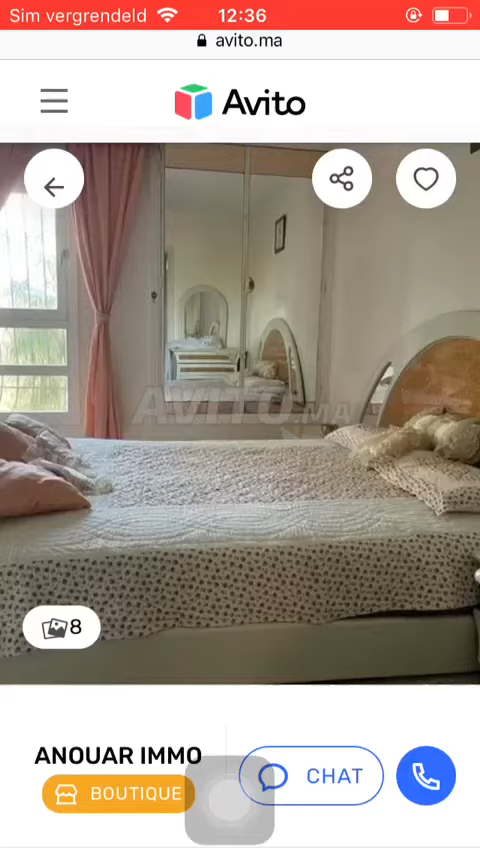 Sim vergrendeld 12:36
avito.ma
Avito
AVITO.MA
8
ANOUAR IMMO
BOUTIQUE
CHAT